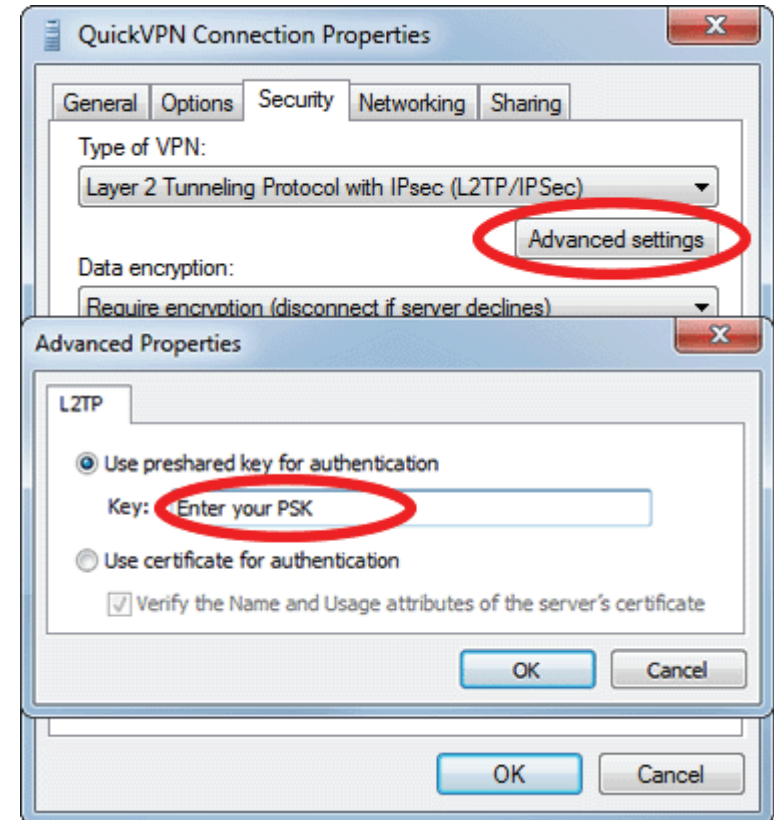 QuickVPN Connection Properties
General Options Security Networking Sharing
Type of VPN:
Layer 2 Tunneling Protocol with IPsec (L2TP/IPSec)
Advanced settings
Data encryption:
Require encryption (disconnect if server declines)
Advanced Properties
L2TP
Use preshared key for authentication
Key: Enter your PSK
Use certificate for authentication
Verify the Name and Usage attributes of the server's certificate
OK Cancel
OK Cancel